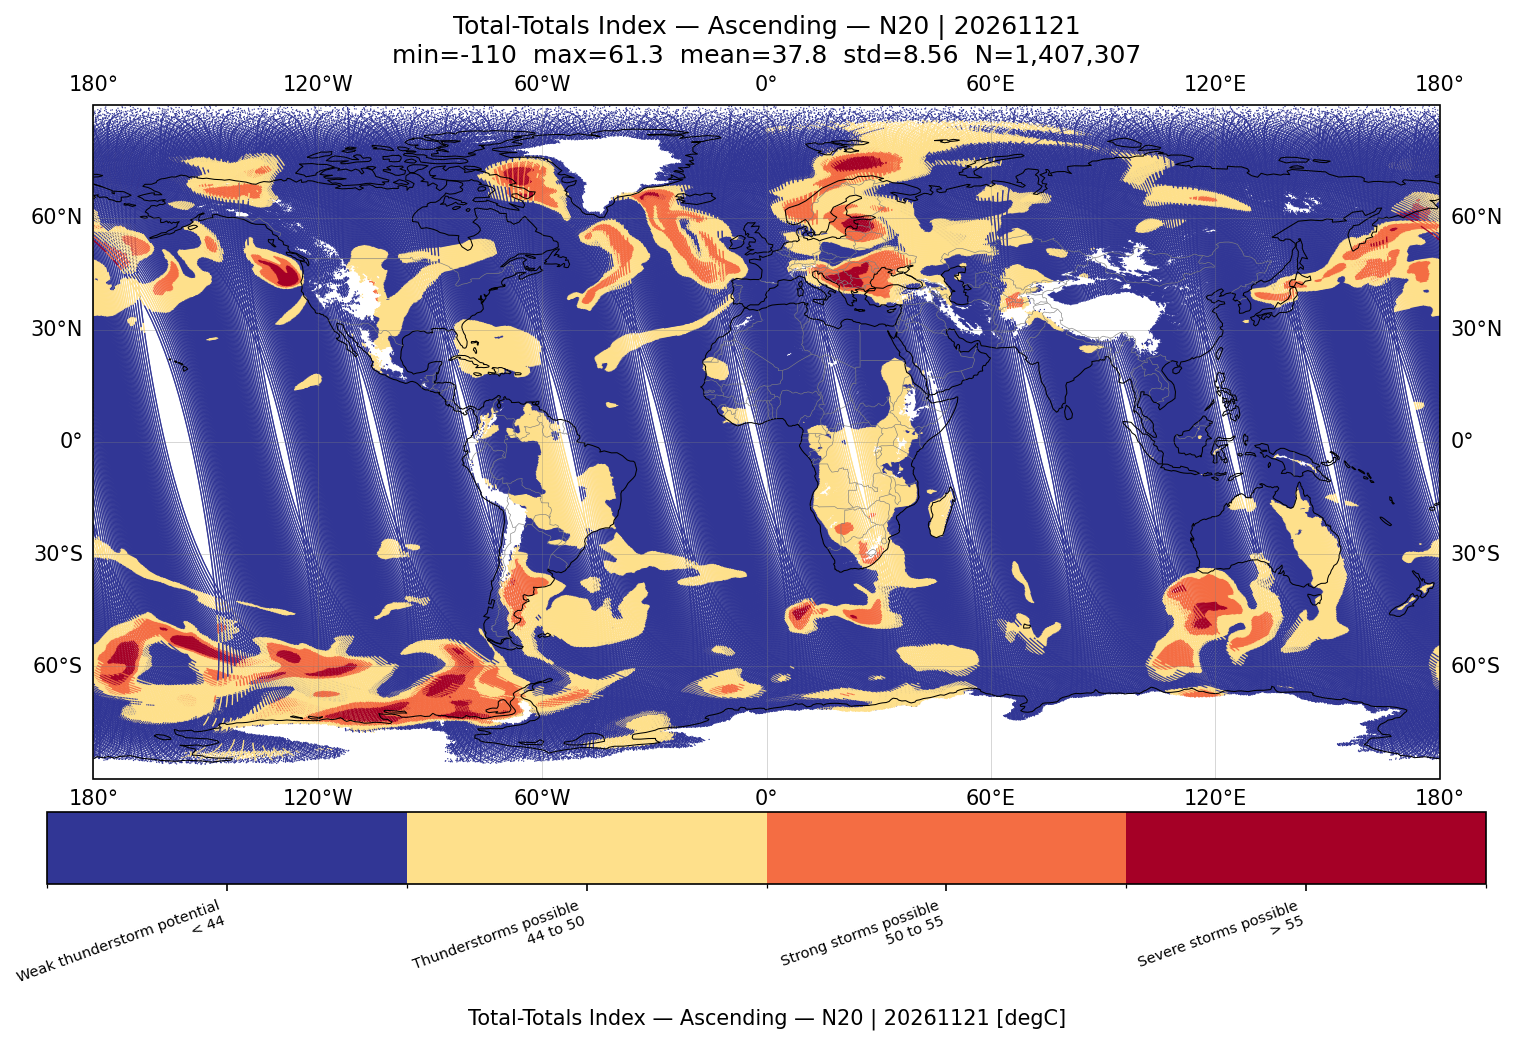 Total-Totals Index — Ascending — N20 | 20261121
min=-110  max=61.3  mean=37.8  std=8.56  N=1,407,307
180° 120°W 60°W 0° 60°E 120°E 180°
60°N 60°N
30°N 30°N
0° 0°
30°S 30°S
60°S 60°S
180° 120°W 60°W 0° 60°E 120°E 180°
Weak thunderstorm potential
< 44
Thunderstorms possible
44 to 50
Strong storms possible
50 to 55
Severe storms possible
> 55
Total-Totals Index — Ascending — N20 | 20261121 [degC]